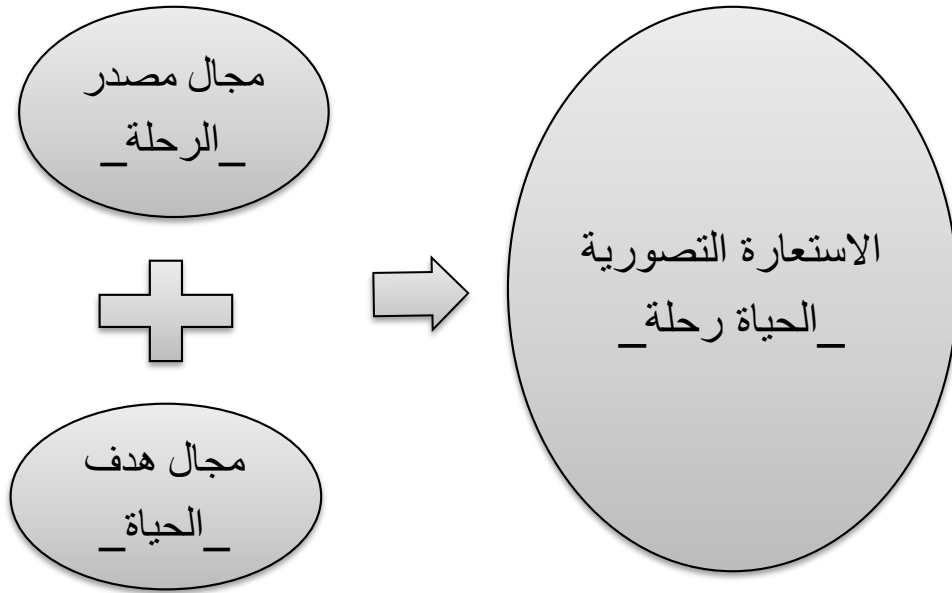 مجال مصدر
_الرحلة_
مجال هدف
_الحياة_
الاستعارة التصورية
_الحياة رحلة_